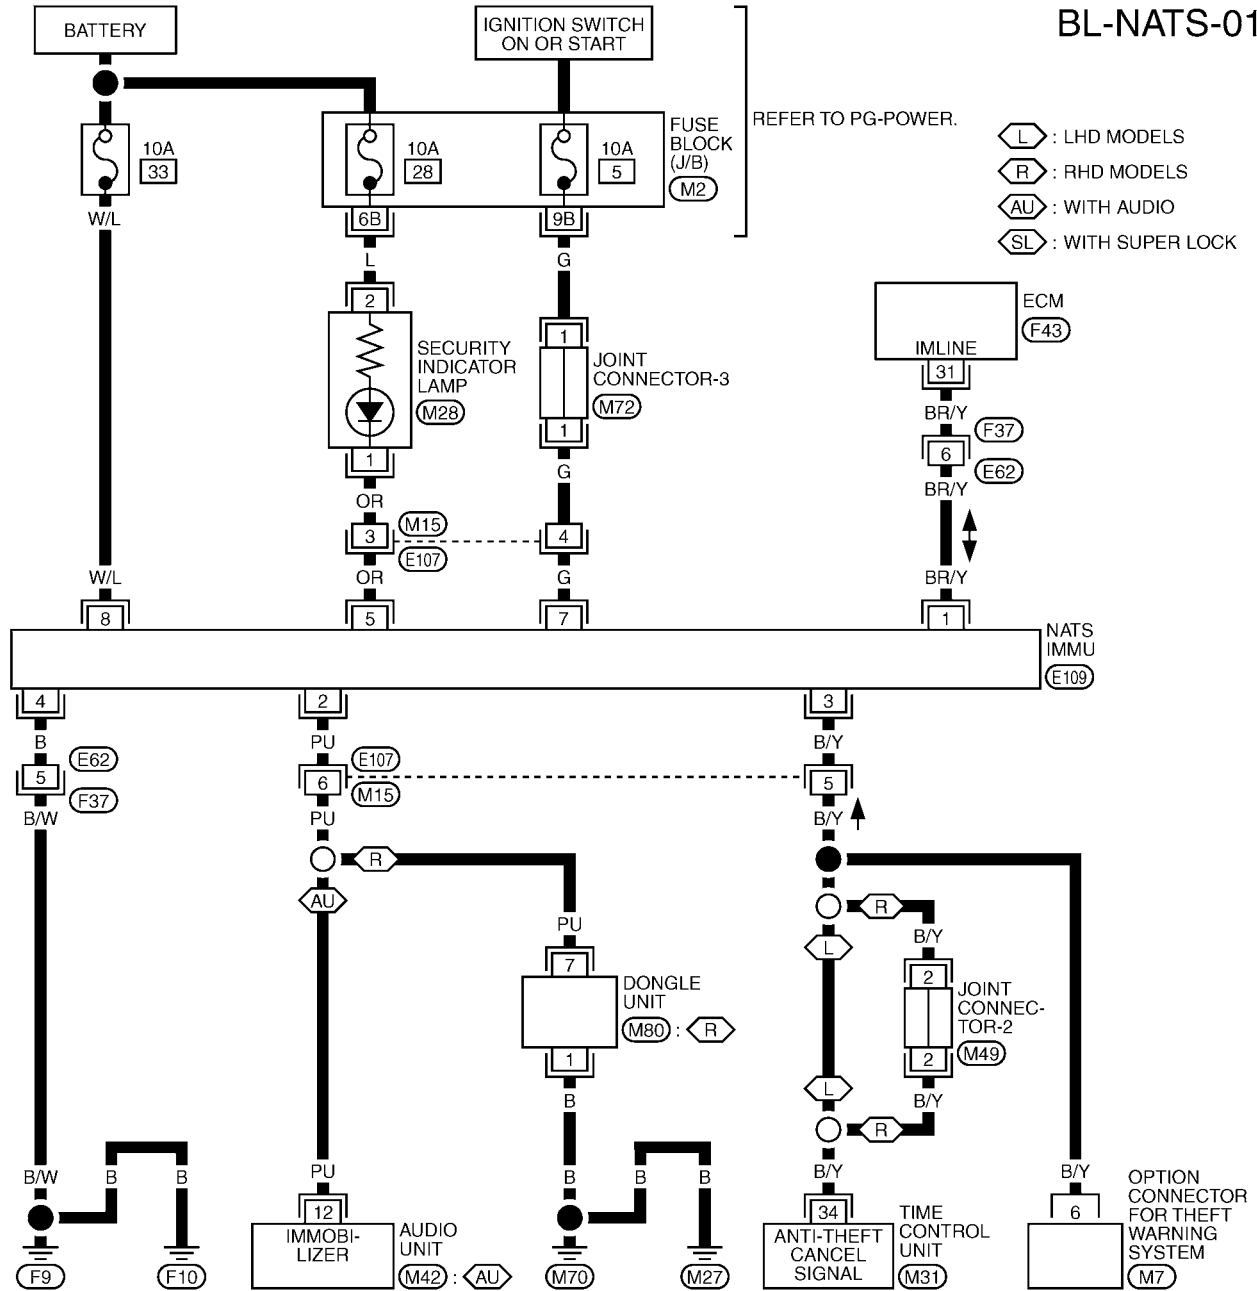 BL-NATS-01
BATTERY
IGNITION SWITCH
ON OR START
REFER TO PG-POWER.
10A
33
10A
28
10A
5
FUSE
BLOCK
(J/B)
M2
L : LHD MODELS
R : RHD MODELS
AU : WITH AUDIO
SL : WITH SUPER LOCK
W/L
6B
9B
L
G
2
1
SECURITY
INDICATOR
LAMP
M28
JOINT
CONNECTOR-3
M72
1
1
ECM
F43
IMLINE
31
BR/Y
F37
6
E62
BR/Y
OR
G
M15
3
4
E107
W/L
OR
G
BR/Y
8
5
7
1
NATS
IMMU
E109
4
2
3
B
PU
B/Y
E62
5
F37
E107
6
M15
5
B/W
PU
B/Y
R
AU
R
L
PU
B/Y
7
DONGLE
UNIT
M80 : R
1
2
JOINT
CONNEC-
TOR-2
M49
2
B
L
B/Y
R
B/W
B
B
PU
B
B
B
B/Y
B/Y
12
34
6
IMMOBI-
LIZER
AUDIO
UNIT
M42 : AU
ANTI-THEFT
CANCEL
SIGNAL
TIME
CONTROL
UNIT
M31
OPTION
CONNECTOR
FOR THEFT
WARNING
SYSTEM
M7
F9
F10
M70
M27